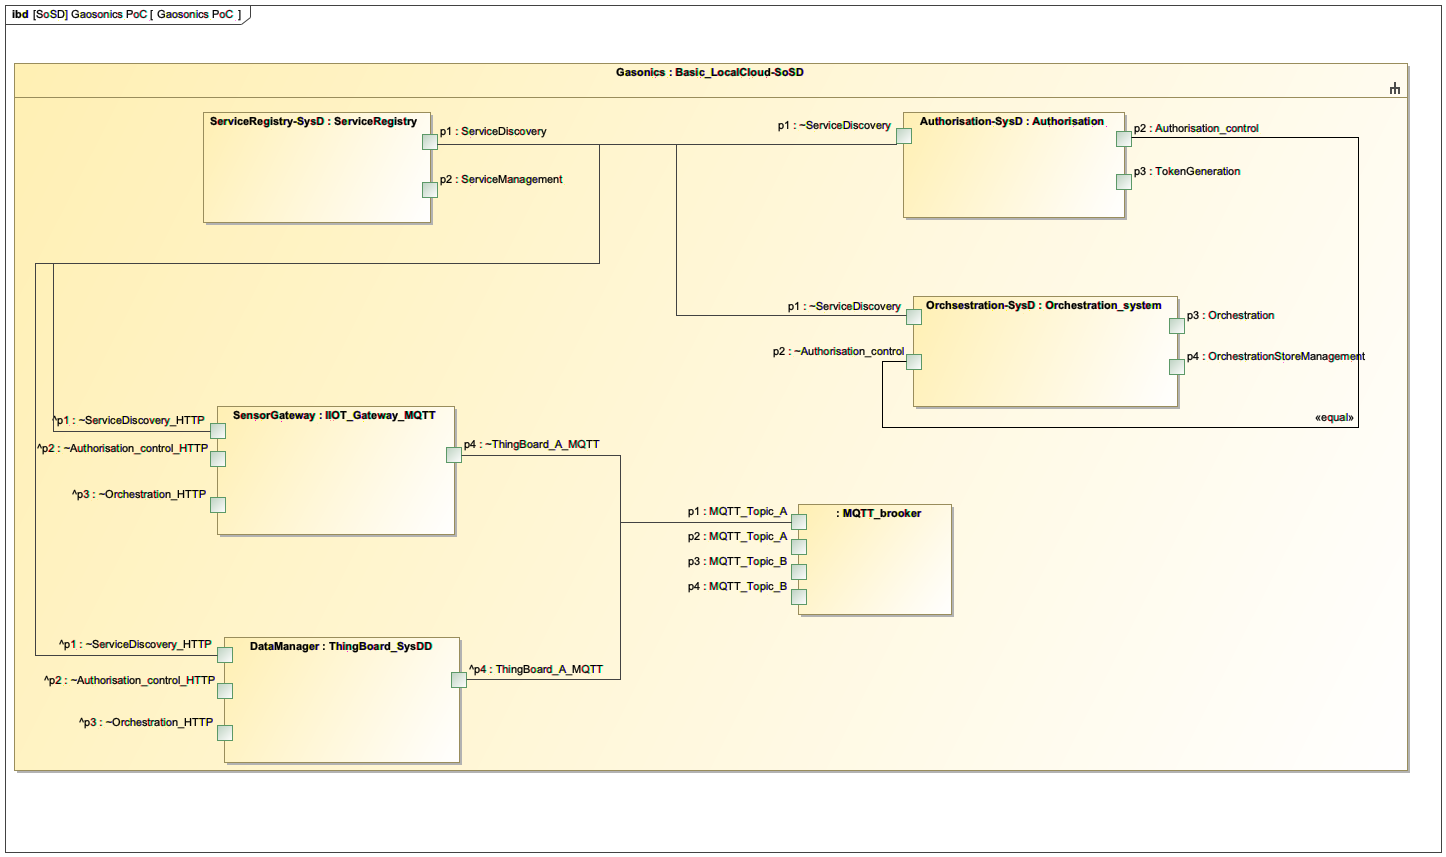 ibd [SoSD] Gaosonics PoC [ Gaosonics PoC ]
Gasonics : Basic_LocalCloud-SoSD
ServiceRegistry-SysD : ServiceRegistry
p1 : ServiceDiscovery
p2 : ServiceManagement
p1 : ~ServiceDiscovery
Authorisation-SysD : Authorisation
p2 : Authorisation_control
p3 : TokenGeneration
p1 : ~ServiceDiscovery
Orchsestration-SysD : Orchestration_system
p3 : Orchestration
p2 : ~Authorisation_control
p4 : OrchestrationStoreManagement
«equal»
^p1 : ~ServiceDiscovery_HTTP
SensorGateway : IIOT_Gateway_MQTT
^p2 : ~Authorisation_control_HTTP
p4 : ~ThingBoard_A_MQTT
^p3 : ~Orchestration_HTTP
p1 : MQTT_Topic_A
: MQTT_brooker
p2 : MQTT_Topic_A
p3 : MQTT_Topic_B
p4 : MQTT_Topic_B
^p1 : ~ServiceDiscovery_HTTP
DataManager : ThingBoard_SysDD
^p2 : ~Authorisation_control_HTTP
^p4 : ThingBoard_A_MQTT
^p3 : ~Orchestration_HTTP